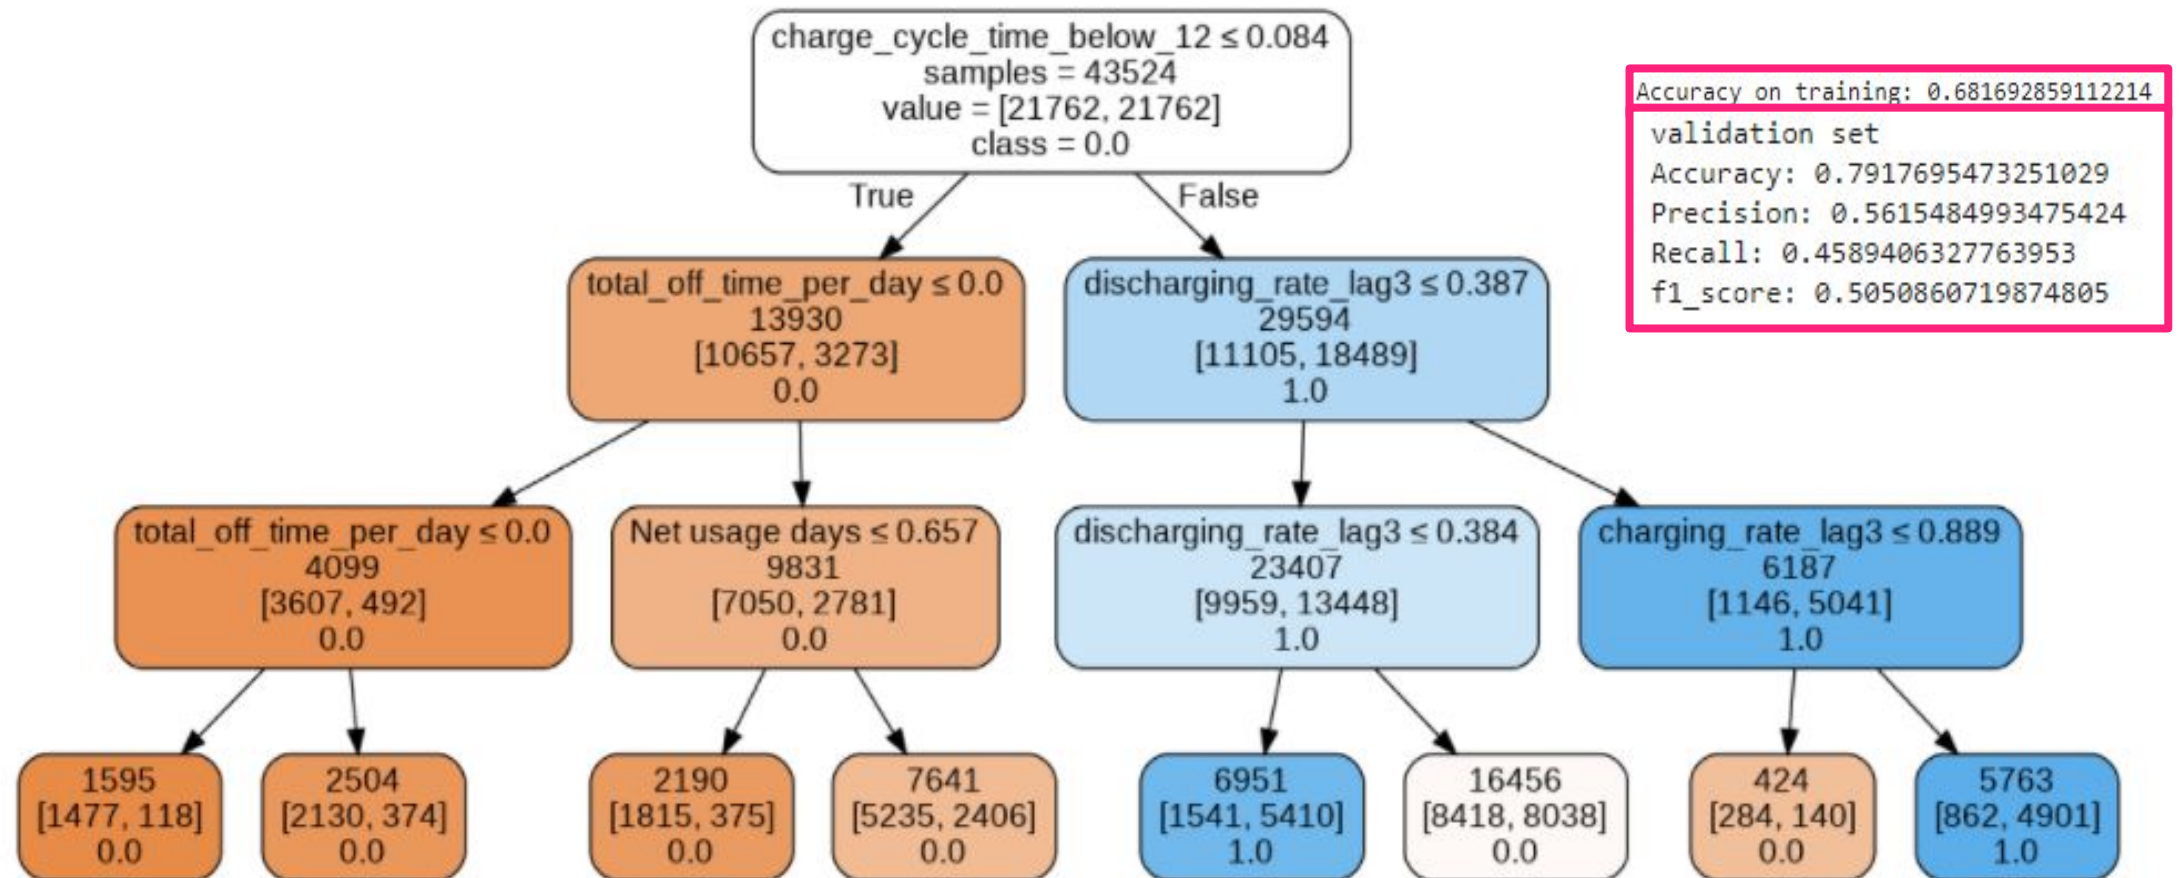 charge_cycle_time_below_12 ≤ 0.084
samples = 43524
value = [21762, 21762]
class = 0.0
Accuracy on training: 0.681692859112214
validation set
Accuracy: 0.7917695473251029
Precision: 0.5615484993475424
Recall: 0.4589406327763953
f1_score: 0.5050860719874805
True
False
total_off_time_per_day ≤ 0.0
13930
[10657, 3273]
0.0
discharging_rate_lag3 ≤ 0.387
29594
[11105, 18489]
1.0
total_off_time_per_day ≤ 0.0
4099
[3607, 492]
0.0
Net usage days ≤ 0.657
9831
[7050, 2781]
0.0
discharging_rate_lag3 ≤ 0.384
23407
[9959, 13448]
1.0
charging_rate_lag3 ≤ 0.889
6187
[1146, 5041]
1.0
1595
[1477, 118]
0.0
2504
[2130, 374]
0.0
2190
[1815, 375]
0.0
7641
[5235, 2406]
0.0
6951
[1541, 5410]
1.0
16456
[8418, 8038]
0.0
424
[284, 140]
0.0
5763
[862, 4901]
1.0